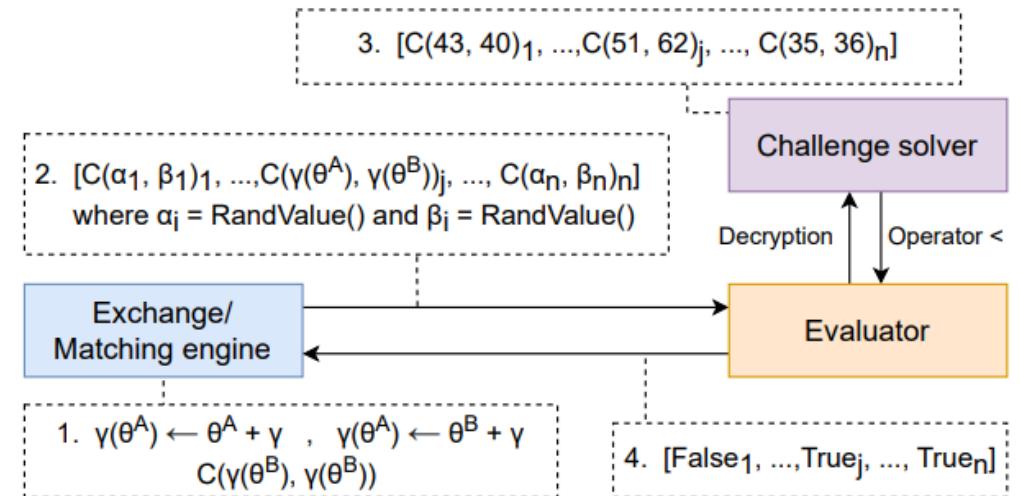 3. [C(43, 40)₁, ...,C(51, 62)ⱼ, ..., C(35, 36)ₙ]
Challenge solver
2. [C(α₁, β₁)₁, ...,C(γ(θᴬ), γ(θᴮ))ⱼ, ..., C(αₙ, βₙ)ₙ]
where αᵢ = RandValue() and βᵢ = RandValue()
Decryption
Operator <
Exchange/
Matching engine
Evaluator
1. γ(θᴬ) ← θᴬ + γ , γ(θᴬ) ← θᴮ + γ
C(γ(θᴮ), γ(θᴮ))
4. [False₁, ...,Trueⱼ, ..., Trueₙ]